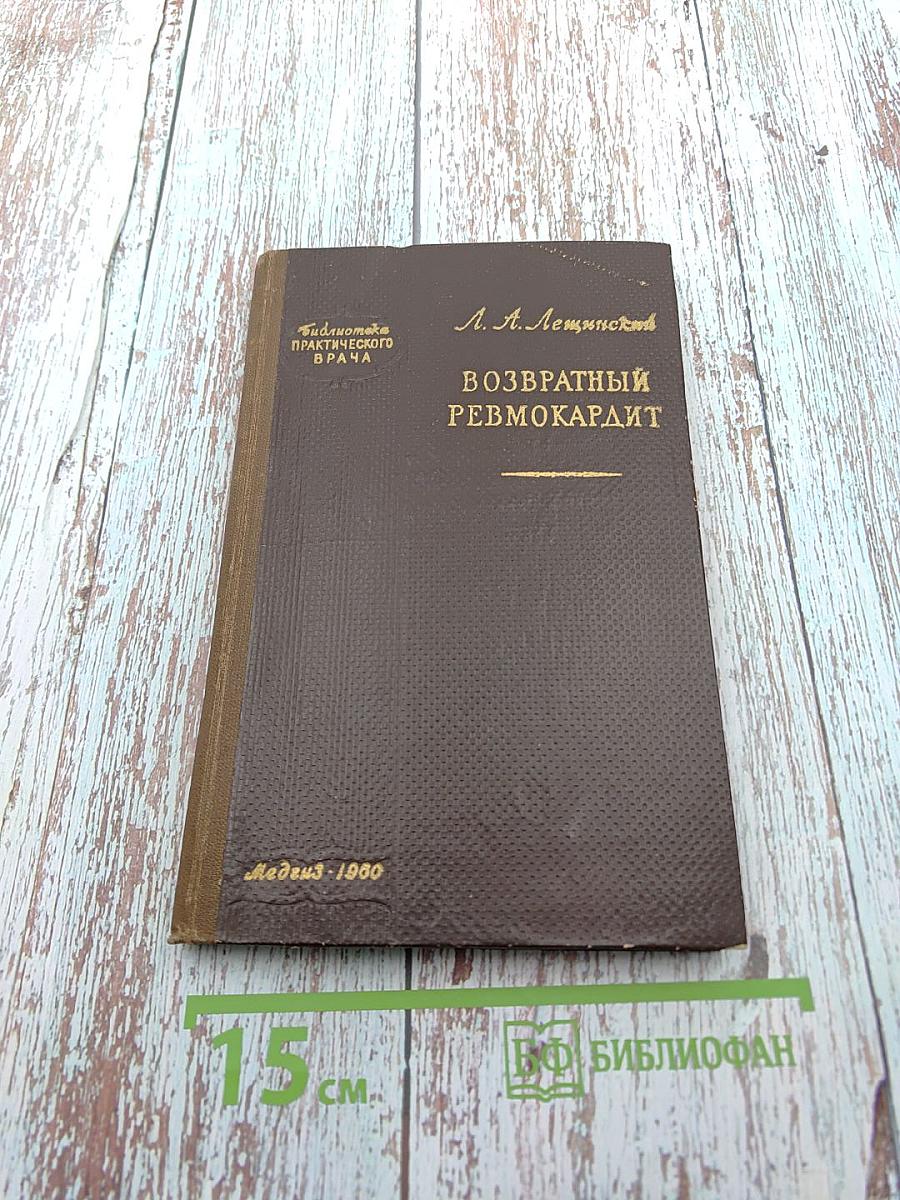 Библиотека
ПРАКТИЧЕСКОГО
ВРАЧА
Л. А. Лещинский
ВОЗВРАТНЫЙ
РЕВМОКАРДИТ
Медгиз - 1960
15 см
БФ БИБЛИОФАН